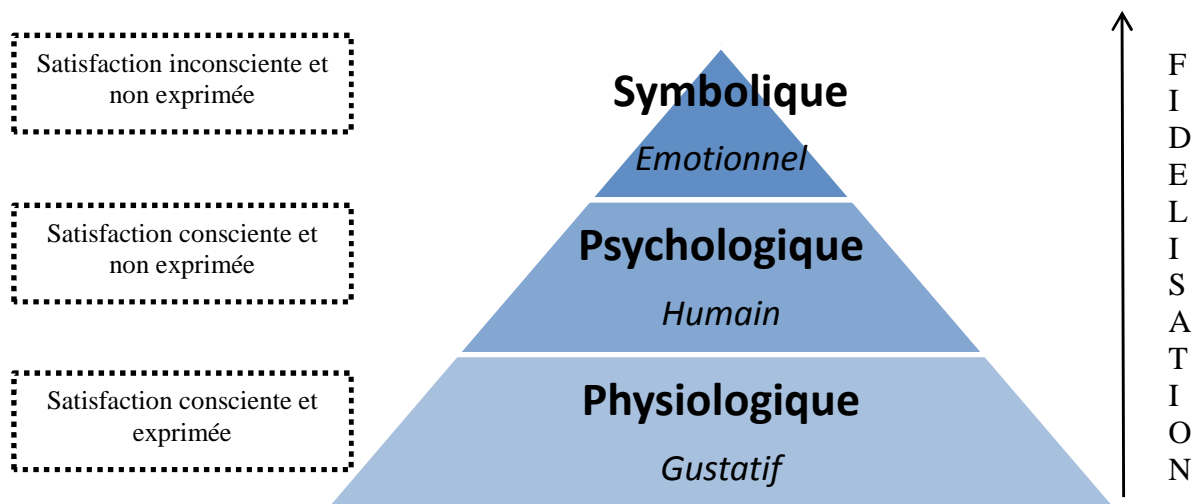 Satisfaction inconsciente et
non exprimée
Symbolique
Emotionnel
Satisfaction consciente et
non exprimée
Psychologique
Humain
Satisfaction consciente et
exprimée
Physiologique
Gustatif
F
I
D
E
L
I
S
A
T
I
O
N